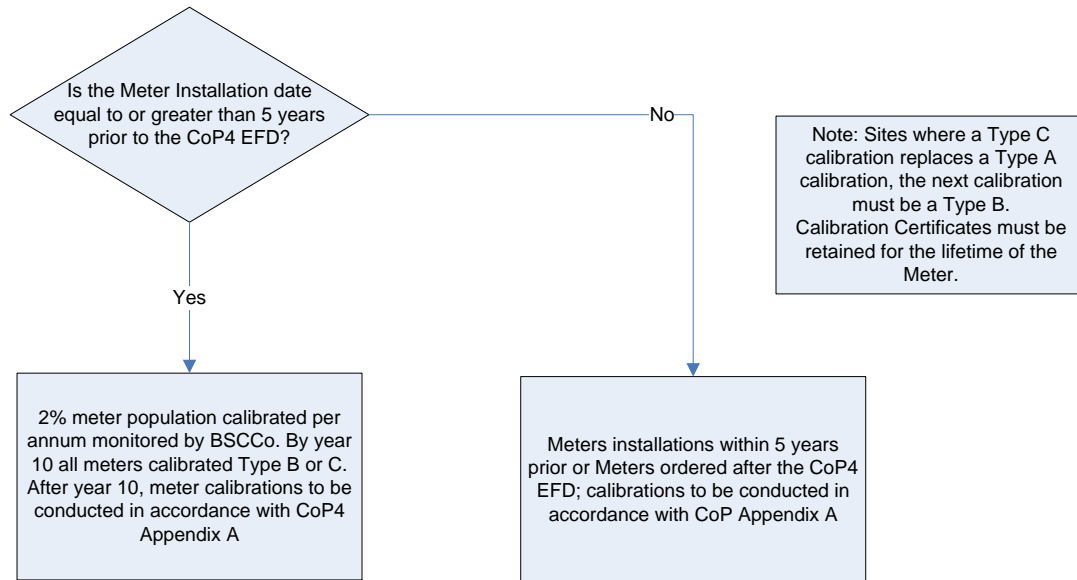 Is the Meter Installation date
equal to or greater than 5 years
prior to the CoP4 EFD?
No
Note: Sites where a Type C
calibration replaces a Type A
calibration, the next calibration
must be a Type B.
Calibration Certificates must be
retained for the lifetime of the
Meter.
Yes
2% meter population calibrated per
annum monitored by BSCCo. By year
10 all meters calibrated Type B or C.
After year 10, meter calibrations to be
conducted in accordance with CoP4
Appendix A
Meters installations within 5 years
prior or Meters ordered after the CoP4
EFD; calibrations to be conducted in
accordance with CoP Appendix A